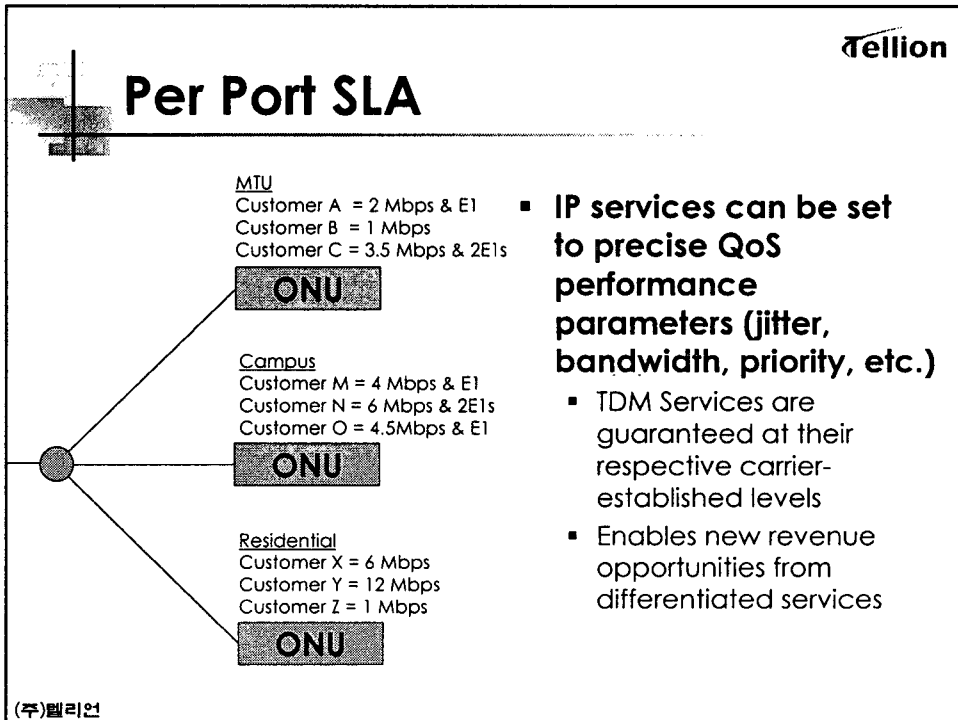 Tellion
Per Port SLA
MTU
Customer A = 2 Mbps & E1
Customer B = 1 Mbps
Customer C = 3.5 Mbps & 2E1s
ONU
Campus
Customer M = 4 Mbps & E1
Customer N = 6 Mbps & 2E1s
Customer O = 4.5Mbps & E1
ONU
Residential
Customer X = 6 Mbps
Customer Y = 12 Mbps
Customer Z = 1 Mbps
ONU
▪ IP services can be set
to precise QoS
performance
parameters (jitter,
bandwidth, priority, etc.)
▪ TDM Services are
guaranteed at their
respective carrier-
established levels
▪ Enables new revenue
opportunities from
differentiated services
(주)텔리언